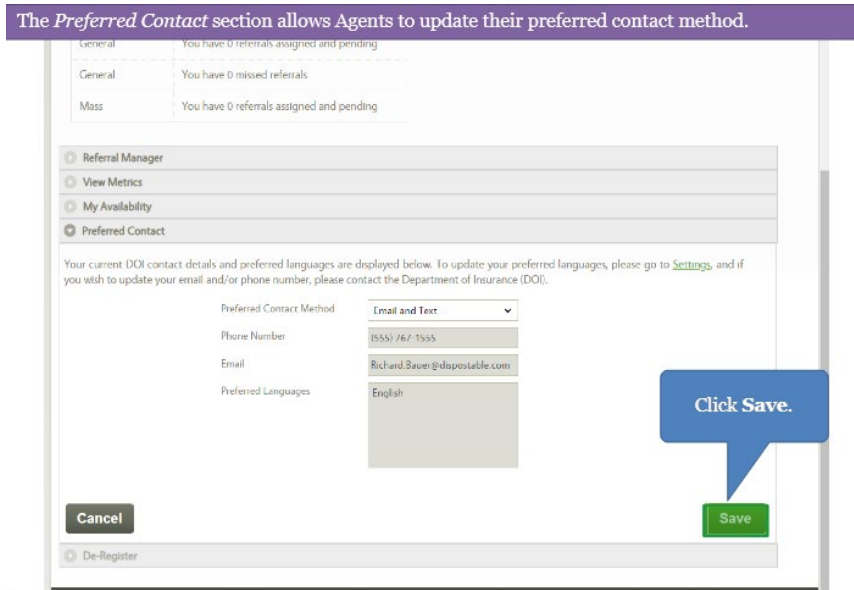 The Preferred Contact section allows Agents to update their preferred contact method.
General You have 0 referrals assigned and pending
General You have 0 missed referrals
Mass You have 0 referrals assigned and pending
Referral Manager
View Metrics
My Availability
Preferred Contact
Your current DOI contact details and preferred languages are displayed below. To update your preferred languages, please go to Settings, and if
you wish to update your email and/or phone number, please contact the Department of Insurance (DOI).
Preferred Contact Method Email and Text
Phone Number (555) 767-1555
Email Richard.Bauer@dispostable.com
Preferred Languages English
Click Save.
Cancel Save
De-Register